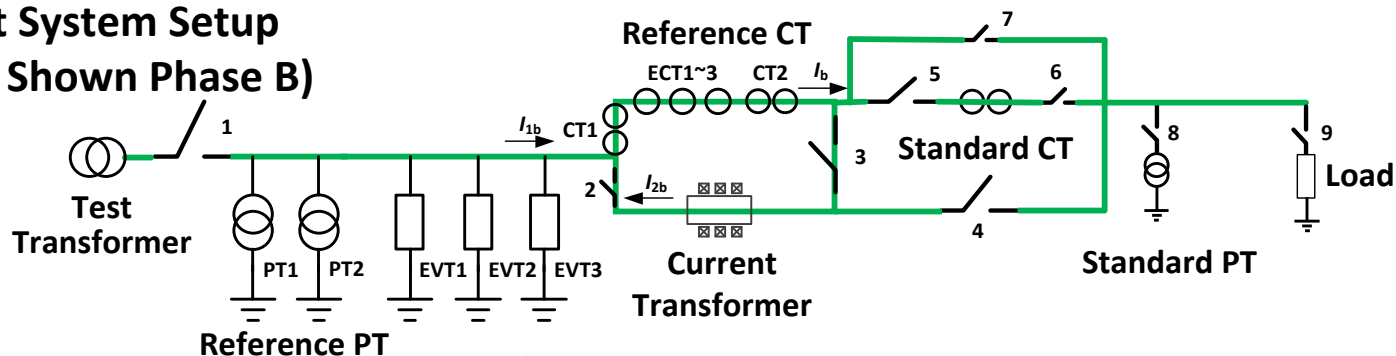 t System Setup
Shown Phase B)
1
Test
Transformer
PT1
PT2
EVT1
EVT2
EVT3
Reference PT
I1b
CT1
2
I2b
Reference CT
ECT1~3
CT2
Ib
3
Current
Transformer
7
5
6
Standard CT
4
8
Standard PT
9
Load